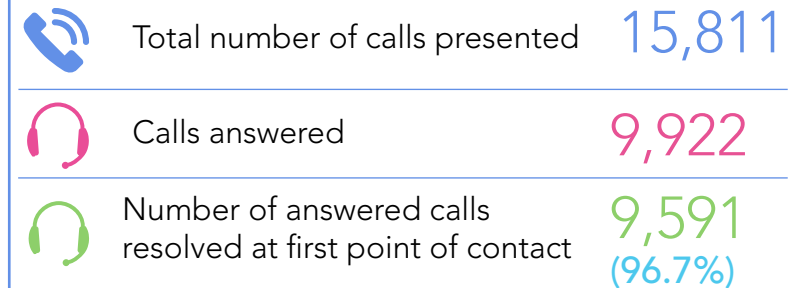 Total number of calls presented 15,811
Calls answered 9,922
Number of answered calls
resolved at first point of contact 9,591
(96.7%)